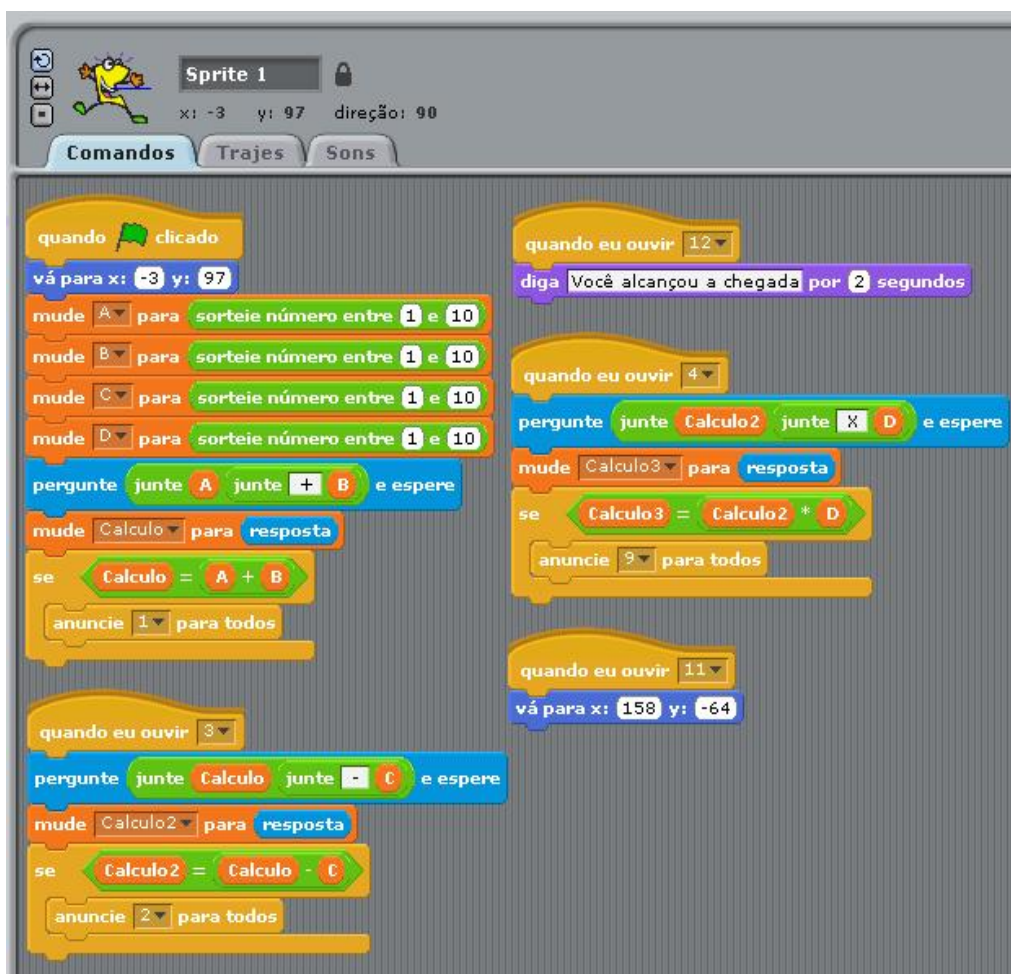 Sprite 1
x: -3 y: 97 direção: 90
Comandos Trajes Sons
quando clicado
vá para x: -3 y: 97
mude A para sorteie número entre 1 e 10
mude B para sorteie número entre 1 e 10
mude C para sorteie número entre 1 e 10
mude D para sorteie número entre 1 e 10
pergunte junte A junte + B e espere
mude Calculo para resposta
se Calculo = A + B
anuncie 1 para todos
quando eu ouvir 3
pergunte junte Calculo junte - C e espere
mude Calculo2 para resposta
se Calculo2 = Calculo - C
anuncie 2 para todos
quando eu ouvir 12
diga Você alcançou a chegada por 2 segundos
quando eu ouvir 4
pergunte junte Calculo2 junte X D e espere
mude Calculo3 para resposta
se Calculo3 = Calculo2 * D
anuncie 9 para todos
quando eu ouvir 11
vá para x: 158 y: -64